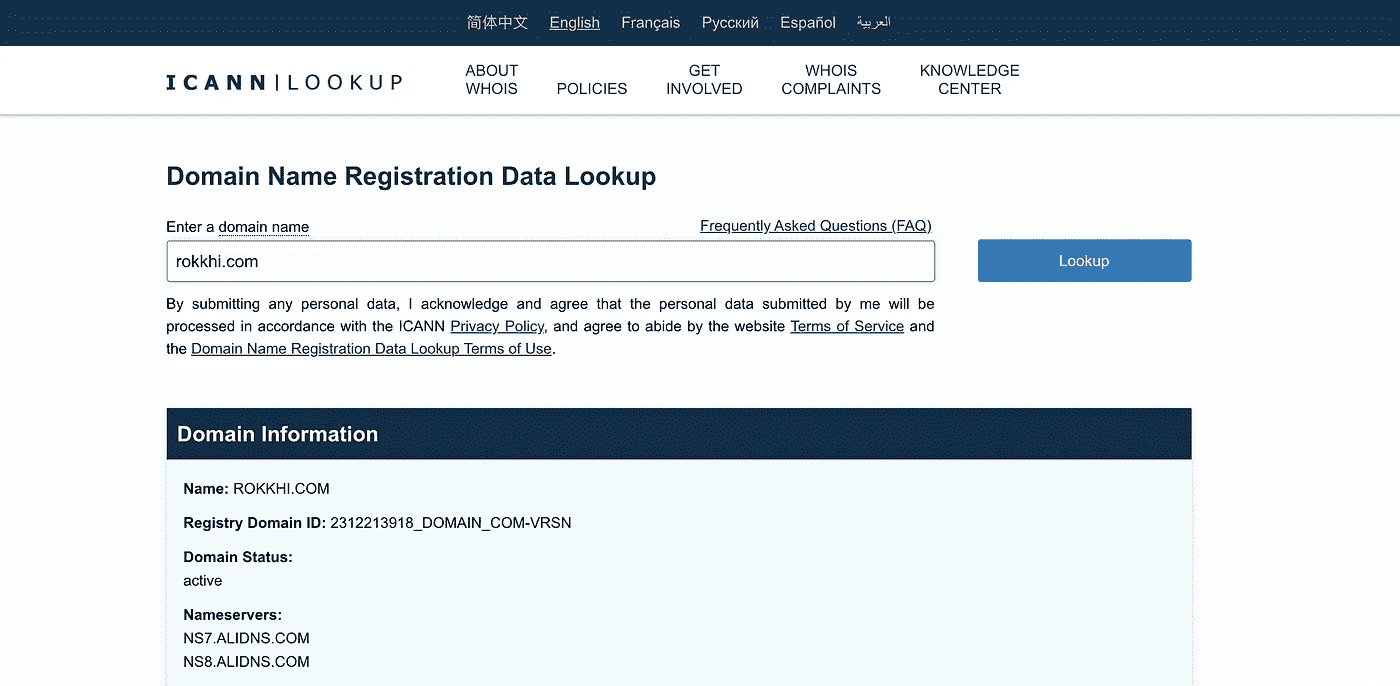 简体中文 English Français Русский Español العربية
ICANN|LOOKUP
ABOUT WHOIS
POLICIES
GET INVOLVED
WHOIS COMPLAINTS
KNOWLEDGE CENTER
Domain Name Registration Data Lookup
Enter a domain name
Frequently Asked Questions (FAQ)
rokkhi.com
Lookup
By submitting any personal data, I acknowledge and agree that the personal data submitted by me will be
processed in accordance with the ICANN Privacy Policy, and agree to abide by the website Terms of Service and
the Domain Name Registration Data Lookup Terms of Use.
Domain Information
Name: ROKKHI.COM
Registry Domain ID: 2312213918_DOMAIN_COM-VRSN
Domain Status:
active
Nameservers:
NS7.ALIDNS.COM
NS8.ALIDNS.COM